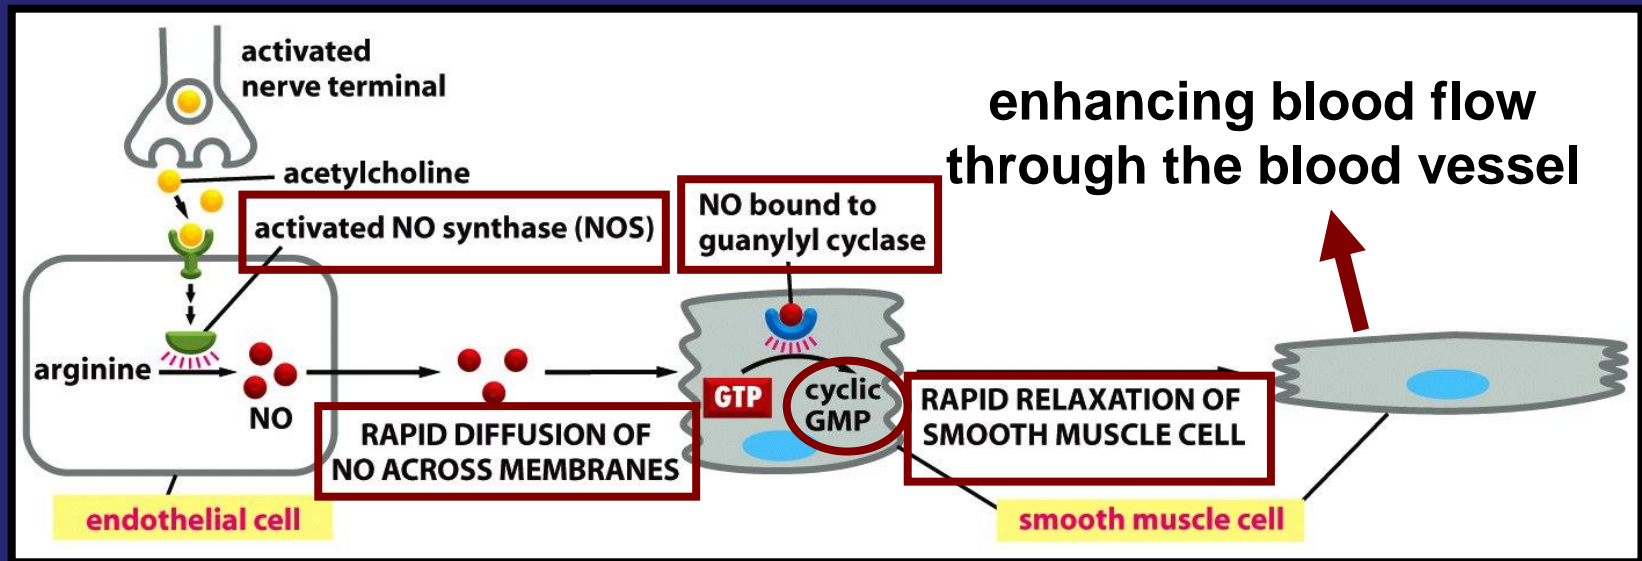 activated
nerve terminal
enhancing blood flow
through the blood vessel
acetylcholine
activated NO synthase (NOS)
NO bound to
guanylyl cyclase
arginine
NO
RAPID DIFFUSION OF
NO ACROSS MEMBRANES
GTP
cyclic
GMP
RAPID RELAXATION OF
SMOOTH MUSCLE CELL
endothelial cell
smooth muscle cell